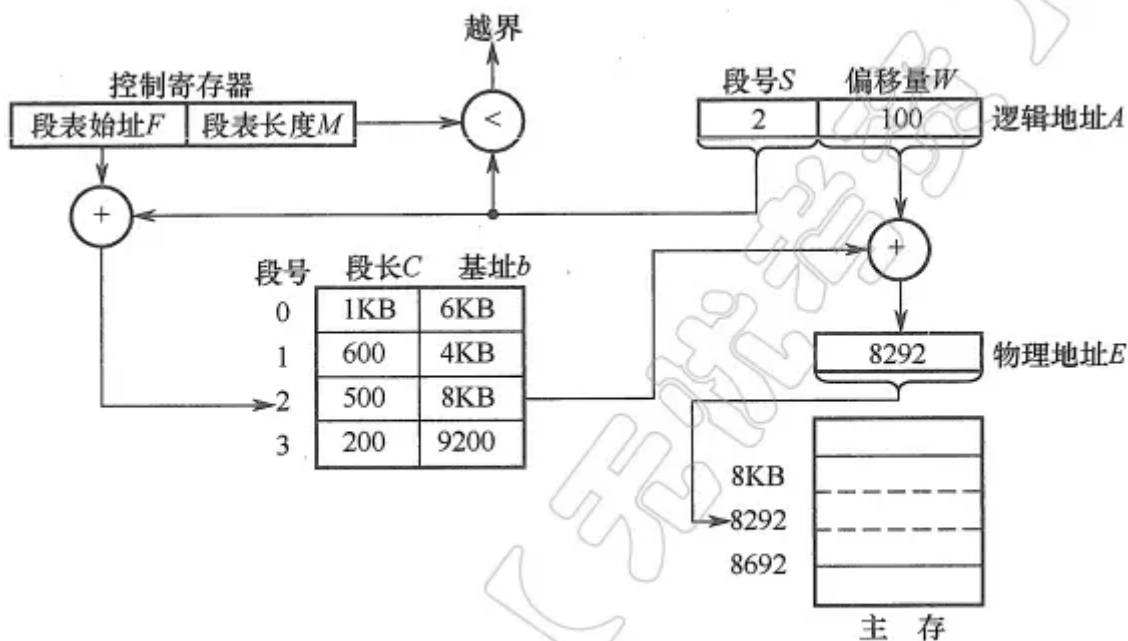 越界
控制寄存器
段表始址F 段表长度M
<
段号S 偏移量W
2 100 逻辑地址A
+
+
段号 段长C 基址b
0 1KB 6KB
1 600 4KB
2 500 8KB
3 200 9200
8292 物理地址E
8KB
8292
8692
主 存